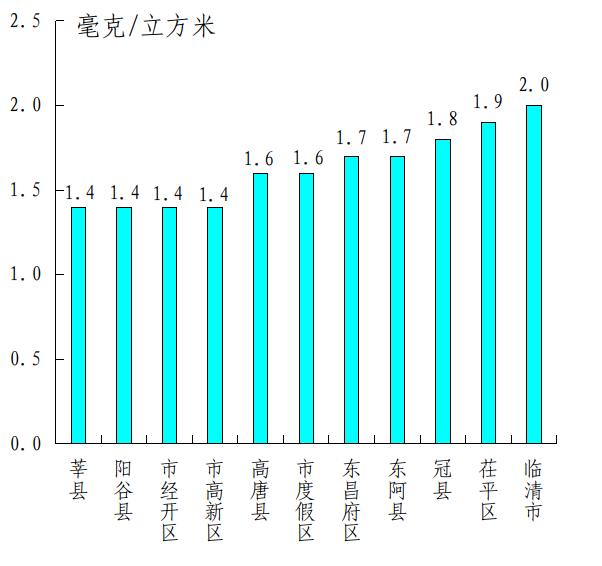 毫克/立方米
2.5
2.0
1.5
1.0
0.5
0.0
1.4
1.4
1.4
1.4
1.6
1.6
1.7
1.7
1.8
1.9
2.0
莘县
阳谷县
市经开区
市高新区
高唐县
市度假区
东昌府区
东阿县
冠县
茌平区
临清市